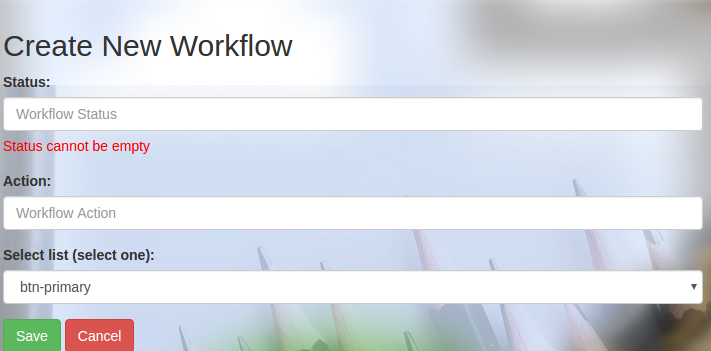 Create New Workflow
Status:
Workflow Status
Status cannot be empty
Action:
Workflow Action
Select list (select one):
btn-primary
Save Cancel